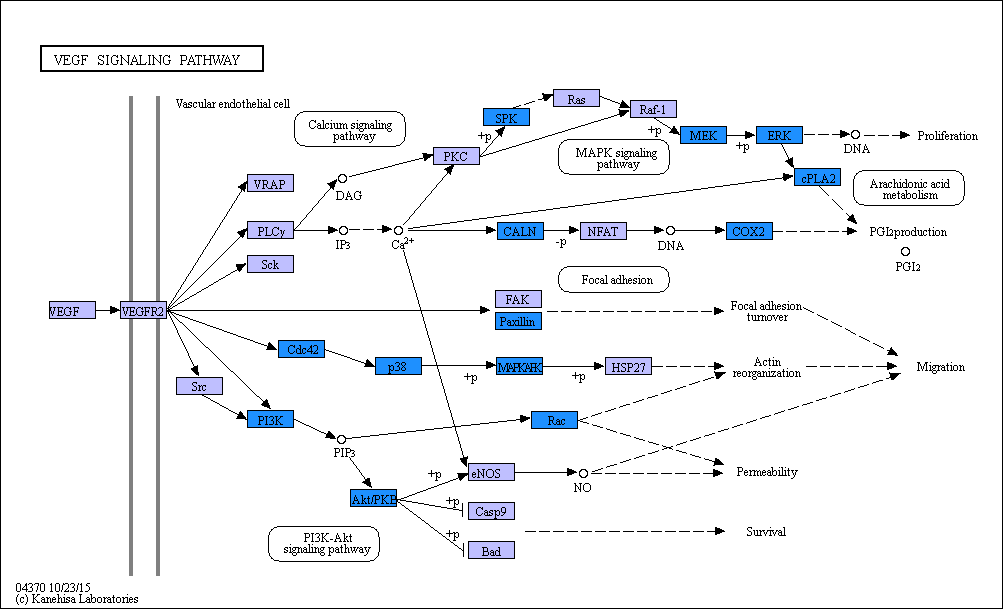 VEGF SIGNALING PATHWAY
Vascular endothelial cell
Calcium signaling
pathway
SPK
+p
Ras
Raf-1
+p
MEK
+p
ERK
DNA
Proliferation
PKC
MAPK signaling
pathway
cPLA2
Arachidonic acid
metabolism
VRAP
DAG
PLCγ
IP3
Ca2+
CALN
-p
NFAT
DNA
COX2
PGI2production
PGI2
Sck
Focal adhesion
VEGF
VEGFR2
FAK
Paxillin
Focal adhesion
turnover
Cdc42
p38
+p
MAPKAPK
+p
HSP27
Actin
reorganization
Migration
Src
PI3K
Rac
PIP3
+p
eNOS
NO
Permeability
Akt/PKB
+p
Casp9
+p
Bad
Survival
PI3K-Akt
signaling pathway
04370 10/23/15
(c) Kanehisa Laboratories